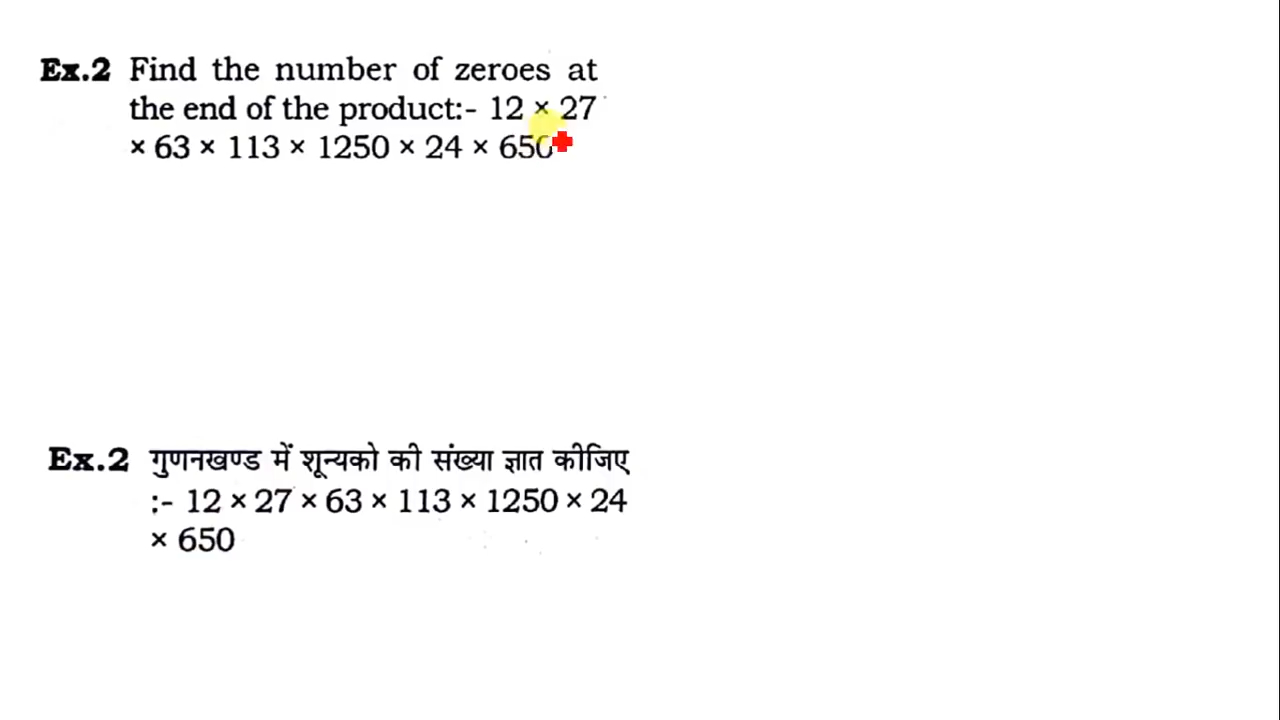 Ex.2 Find the number of zeroes at
the end of the product:- 12 × 27
× 63 × 113 × 1250 × 24 × 650
Ex.2 गुणनखण्ड में शून्यको की संख्या ज्ञात कीजिए
:- 12 × 27 × 63 × 113 × 1250 × 24
× 650